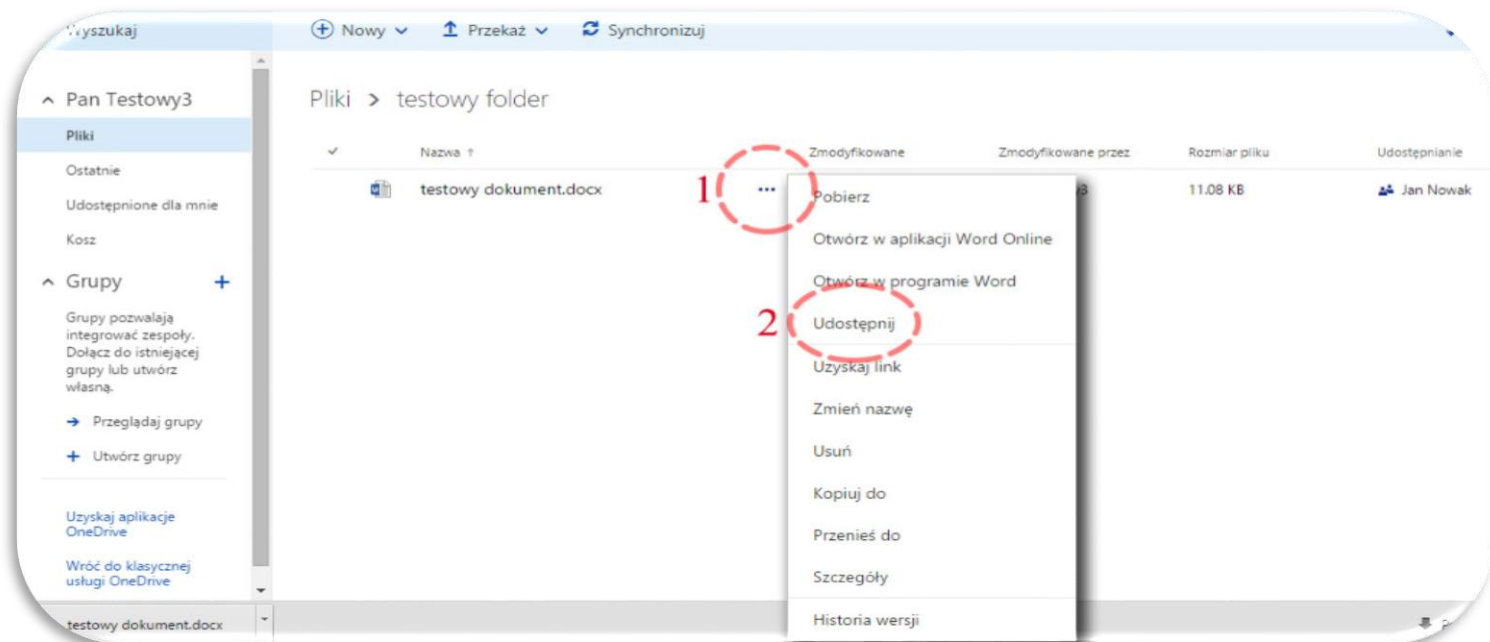 Wyszukaj
Nowy
Przekaż
Synchronizuj
Pan Testowy3
Pliki
Ostatnie
Udostępnione dla mnie
Kosz
Grupy
Grupy pozwalają
integrować zespoły.
Dołącz do istniejącej
grupy lub utwórz
własną.
Przeglądaj grupy
Utwórz grupy
Uzyskaj aplikacje
OneDrive
Wróć do klasycznej
usługi OneDrive
Pliki > testowy folder
Nazwa Zmodyfikowane Zmodyfikowane przez Rozmiar pliku Udostępnianie
testowy dokument.docx 11.08 KB Jan Nowak
1
Pobierz
Otwórz w aplikacji Word Online
Otwórz w programie Word
2 Udostępnij
Uzyskaj link
Zmień nazwę
Usuń
Kopiuj do
Przenieś do
Szczegóły
Historia wersji
testowy dokument.docx